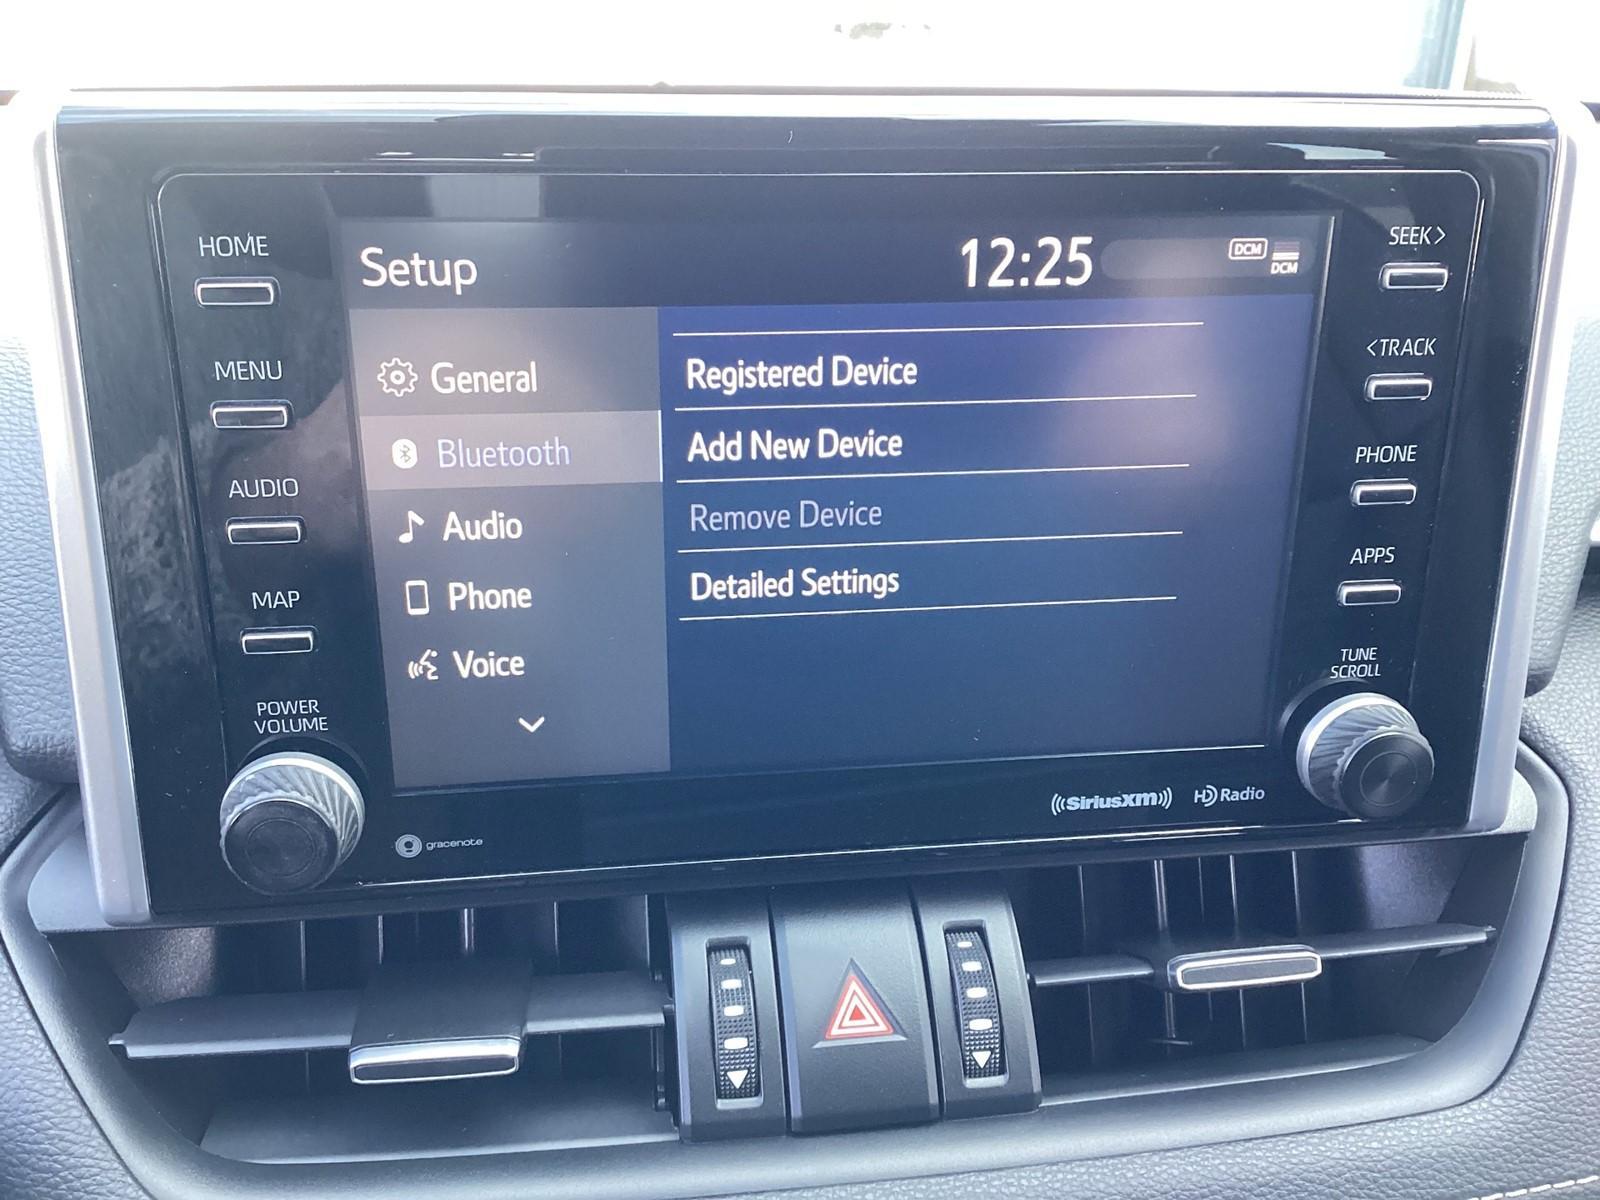 HOME
MENU
AUDIO
MAP
POWER
VOLUME
Setup
12:25
DCM
DCM
General
Bluetooth
Audio
Phone
Voice
Registered Device
Add New Device
Remove Device
Detailed Settings
SEEK>
<TRACK
PHONE
APPS
TUNE
SCROLL
gracenote
((SiriusXM))
HD Radio